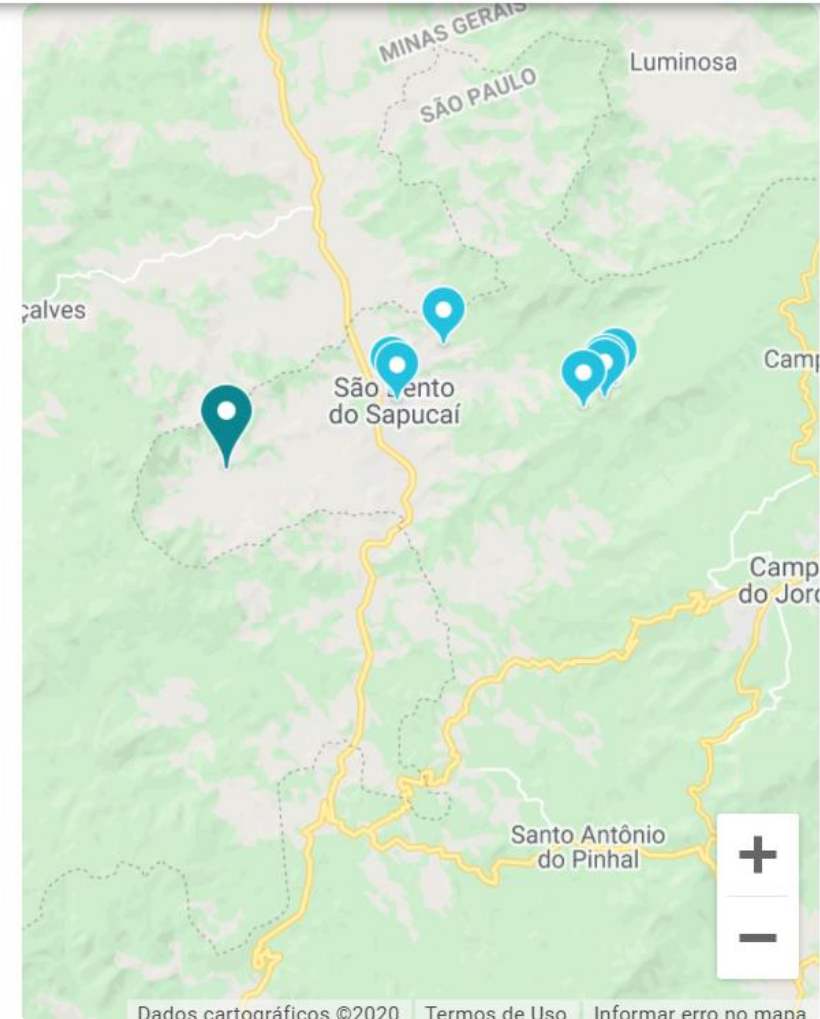 MINAS GERAIS
SÃO PAULO
Luminosa
çalves
Camp
São Bento
do Sapucaí
Camp
do Jord
Santo Antônio
do Pinhal
+
−
Dados cartográficos ©2020 Termos de Uso Informar erro no mapa